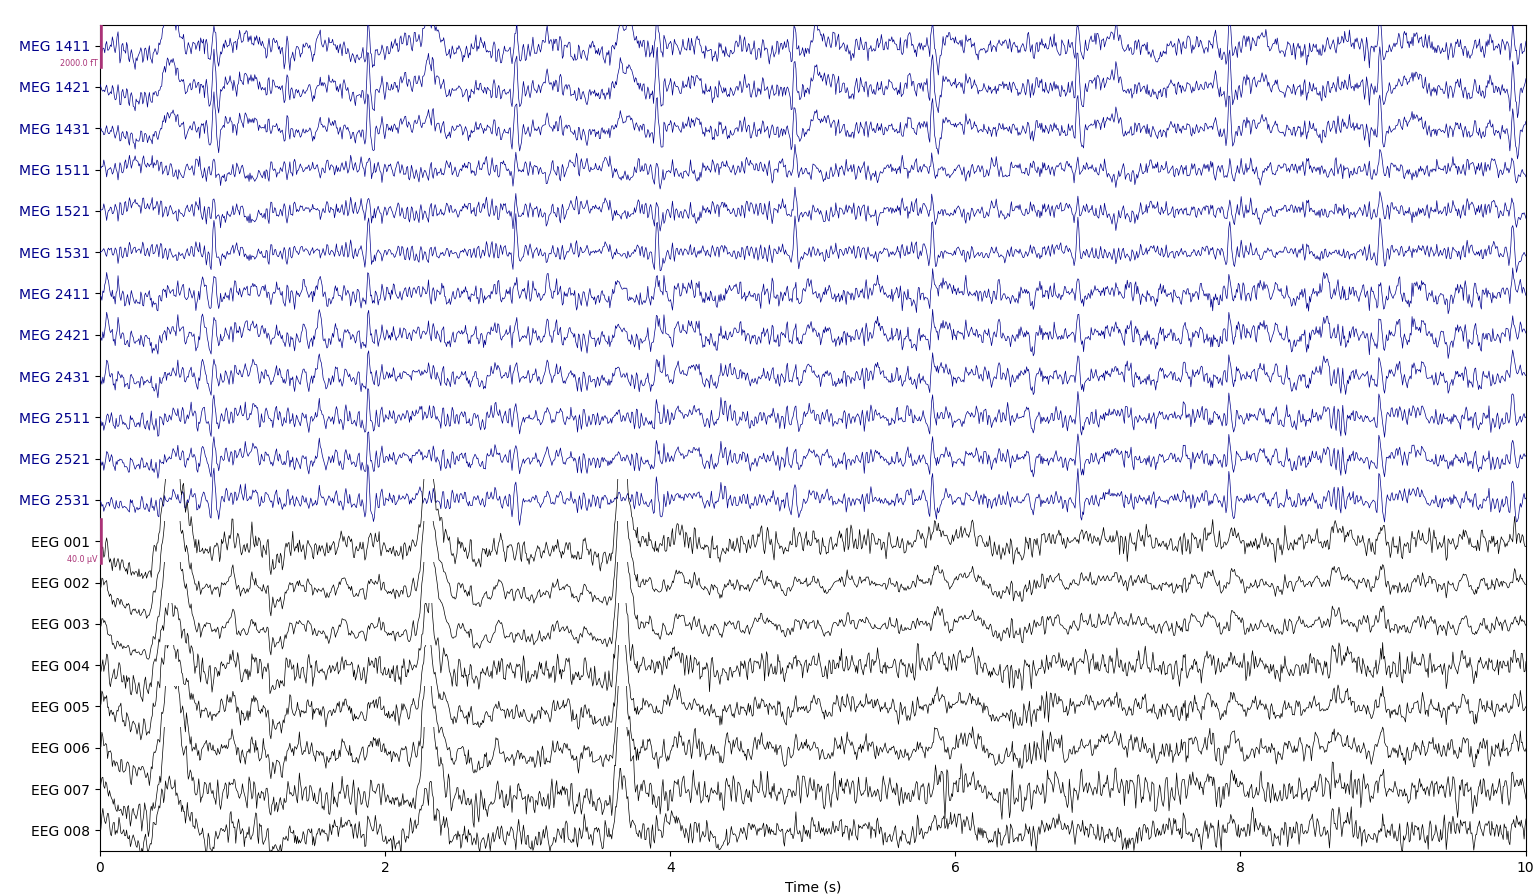 MEG 1411
2000.0 fT
MEG 1421
MEG 1431
MEG 1511
MEG 1521
MEG 1531
MEG 2411
MEG 2421
MEG 2431
MEG 2511
MEG 2521
MEG 2531
EEG 001
40.0 µV
EEG 002
EEG 003
EEG 004
EEG 005
EEG 006
EEG 007
EEG 008
0 2 4 6 8 10
Time (s)